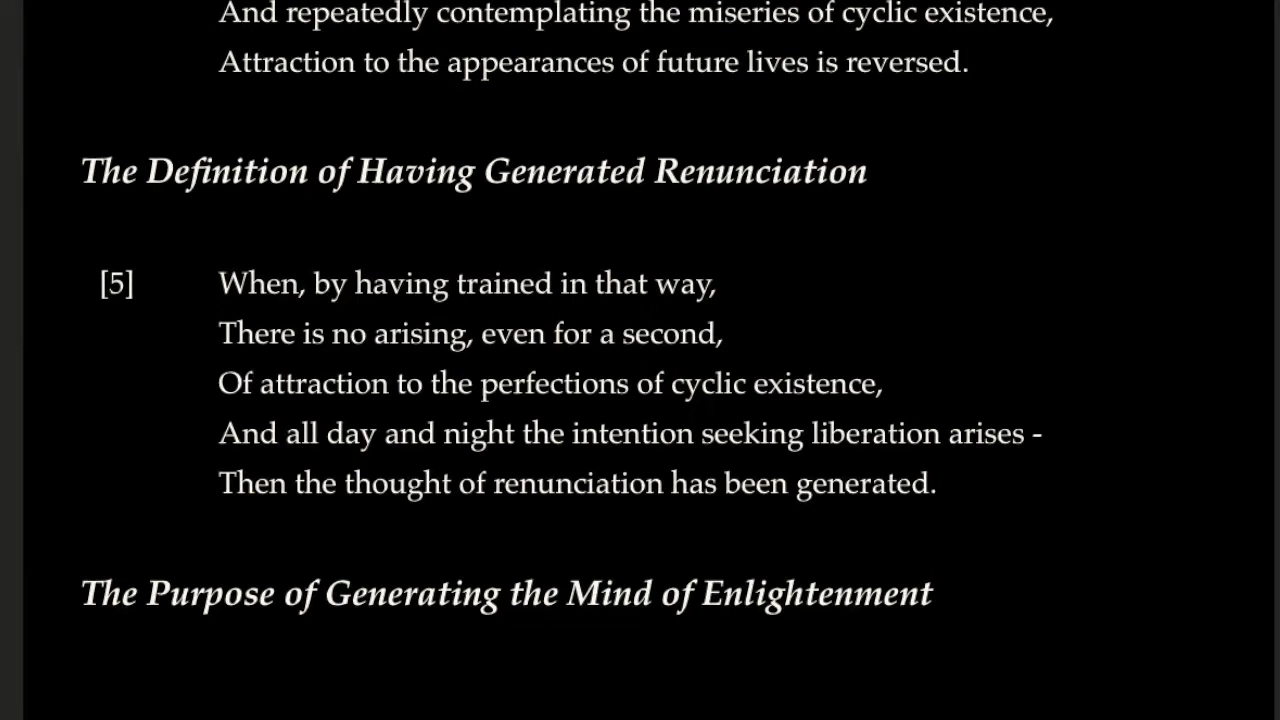 And repeatedly contemplating the miseries of cyclic existence,
Attraction to the appearances of future lives is reversed.
The Definition of Having Generated Renunciation
[5] When, by having trained in that way,
There is no arising, even for a second,
Of attraction to the perfections of cyclic existence,
And all day and night the intention seeking liberation arises -
Then the thought of renunciation has been generated.
The Purpose of Generating the Mind of Enlightenment